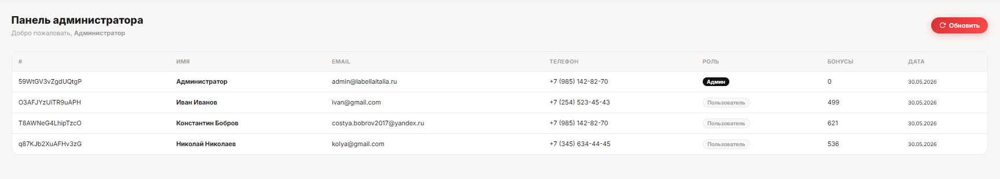 Панель администратора
Добро пожаловать, Администратор
Обновить
# ИМЯ EMAIL ТЕЛЕФОН РОЛЬ БОНУСЫ ДАТА
59WtGV3vZgdUQtgP Администратор admin@labellaitalia.ru +7 (985) 142-82-70 Админ 0 30.05.2026
O3AFJYzUiTR9uAPH Иван Иванов ivan@gmail.com +7 (254) 523-45-43 Пользователь 499 30.05.2026
T8AWNeG4LhipTzcO Константин Бобров costya.bobrov2017@yandex.ru +7 (985) 142-82-70 Пользователь 621 30.05.2026
q87KJb2XuAFHv3zG Николай Николаев kolya@gmail.com +7 (345) 634-44-45 Пользователь 536 30.05.2026